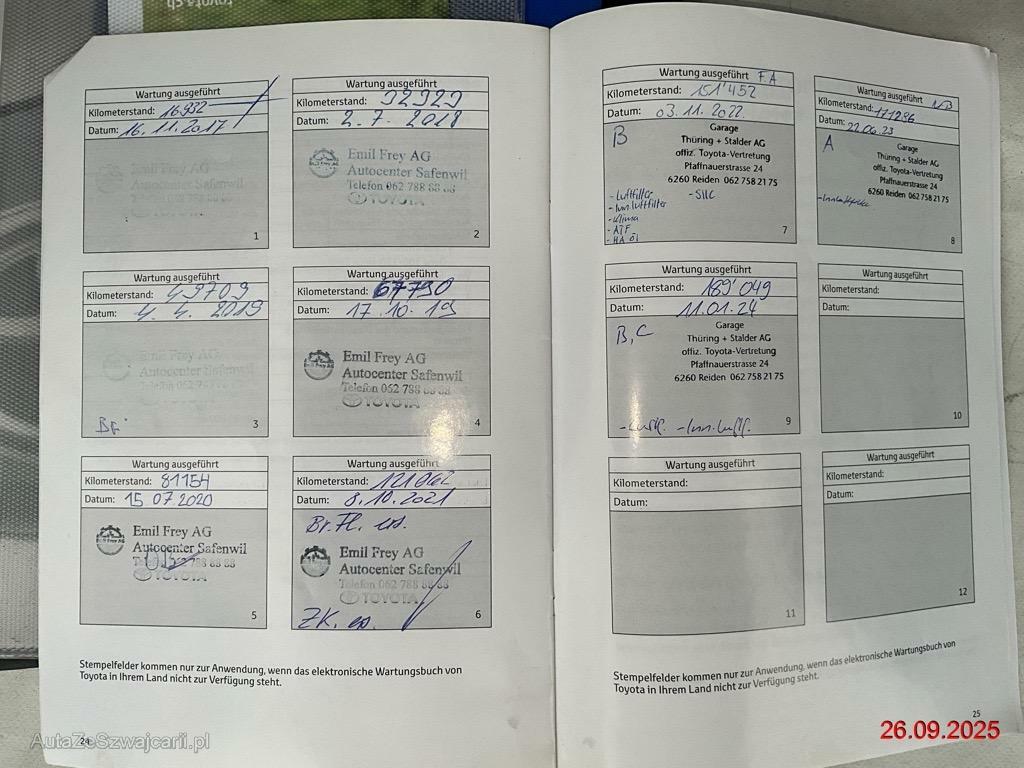 Wartung ausgeführt
Kilometerstand: 16932
Datum: 16.11.2017
Emil Frey AG
Autocenter Safenwil
1
Wartung ausgeführt
Kilometerstand: 32929
Datum: 2. 7. 2018
Emil Frey AG
Autocenter Safenwil
Telefon 062 788 88 88
TOYOTA
2
Wartung ausgeführt
Kilometerstand: 49709
Datum: 4. 4. 2019
Emil Frey AG
Autocenter Safenwil
Br.
3
Wartung ausgeführt
Kilometerstand: 67790
Datum: 17.10.19
Emil Frey AG
Autocenter Safenwil
Telefon 062 788 88 88
TOYOTA
4
Wartung ausgeführt
Kilometerstand: 81154
Datum: 15.07.2020
Emil Frey AG
Autocenter Safenwil
TOYOTA
5
Wartung ausgeführt
Kilometerstand:
Datum: 8.10.2021
Br.Fl. es.
Emil Frey AG
Autocenter Safenwil
Telefon 062 788 88 88
TOYOTA
ZK. es.
6
Stempelfelder kommen nur zur Anwendung, wenn das elektronische Wartungsbuch von
Toyota in Ihrem Land nicht zur Verfügung steht.
24
Wartung ausgeführt FA
Kilometerstand: 151'452
Datum: 03.11.2022.
B
Garage
Thüring + Stalder AG
offiz. Toyota-Vertretung
Pfaffnauerstrasse 24
6260 Reiden 062 758 21 75
- Luftfilter
- Inn.luftfilter
- Klima
- ATF
- HA Öl
7
Wartung ausgeführt
Kilometerstand:
Datum: 22.06.23
A
Garage
Thüring + Stalder AG
offiz. Toyota-Vertretung
Pfaffnauerstrasse 24
6260 Reiden 062 758 21 75
8
Wartung ausgeführt
Kilometerstand: 189'049
Datum: 11.01.24
B, C
Garage
Thüring + Stalder AG
offiz. Toyota-Vertretung
Pfaffnauerstrasse 24
6260 Reiden 062 758 21 75
- Luftf. - Inn.luftf.
9
Wartung ausgeführt
Kilometerstand:
Datum:
10
Wartung ausgeführt
Kilometerstand:
Datum:
11
Wartung ausgeführt
Kilometerstand:
Datum:
12
Stempelfelder kommen nur zur Anwendung, wenn das elektronische Wartungsbuch von
Toyota in Ihrem Land nicht zur Verfügung steht.
25
26.09.2025
AutaZeSzwajcarii.pl